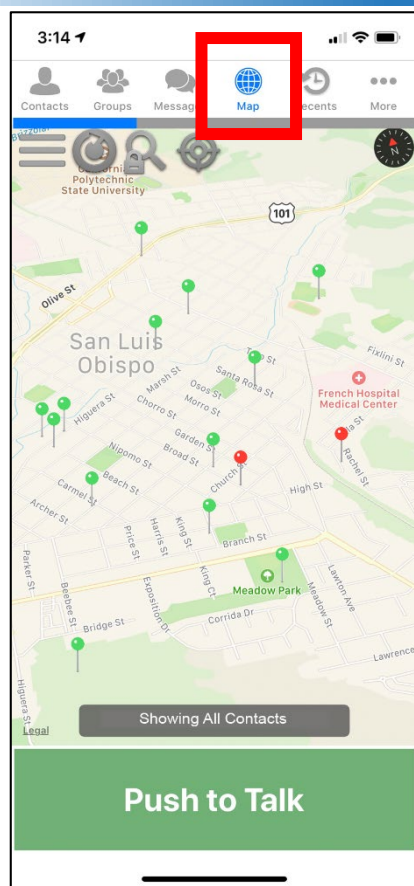 3:14
Contacts
Groups
Messag
Map
ecents
More
N
Polytechnic
State University
101
Olive St
San Luis
Obispo
Fixlini St
Santa Rosa St
Marsh St
Osos St
French Hospital
Medical Center
Chorro St
Morro St
Higuera St
Garden St
Broad St
Nipomo St
Church St
Rachel St
Beach St
Carmel St
High St
Archer St
Price St
Harris St
King St
Branch St
Parker St
Beebee St
Exposition Dr
King Ct
Meadow Park
Meadow St
Lawton Ave
Corrida Dr
Bridge St
Lawrence
Higuera St
Showing All Contacts
Legal
Push to Talk